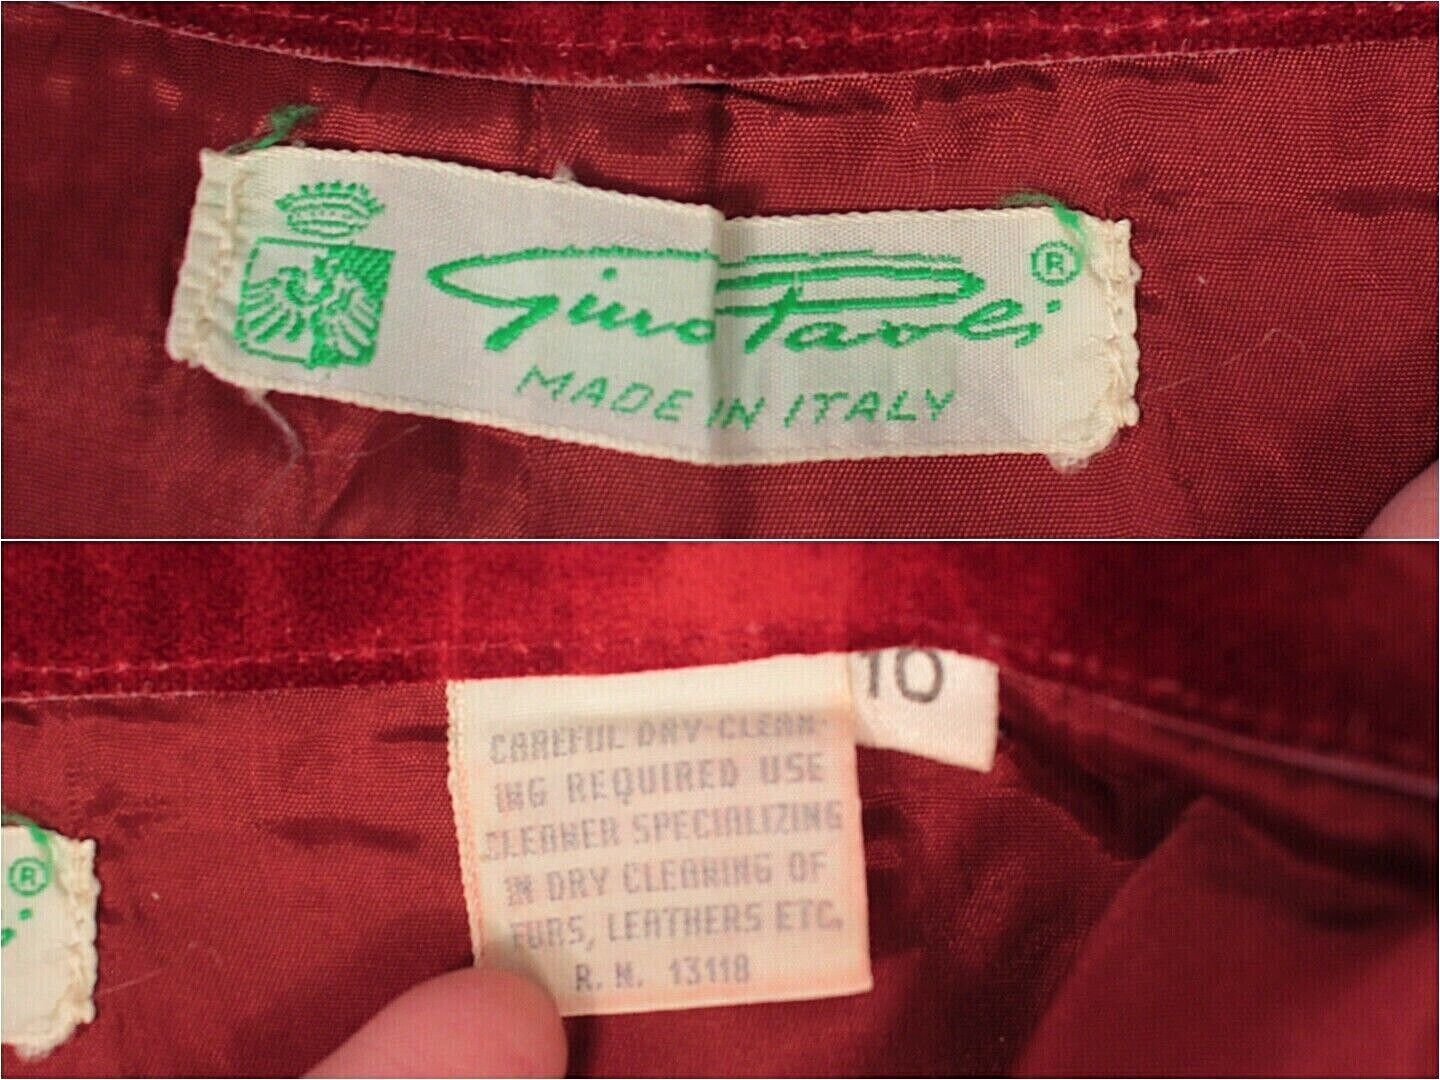 Gino Paoli ®
MADE IN ITALY
10
CAREFUL DRY-CLEAN-
ING REQUIRED USE
CLEANER SPECIALIZING
IN DRY CLEANING OF
FURS, LEATHERS ETC.
R.N. 13118
®
i